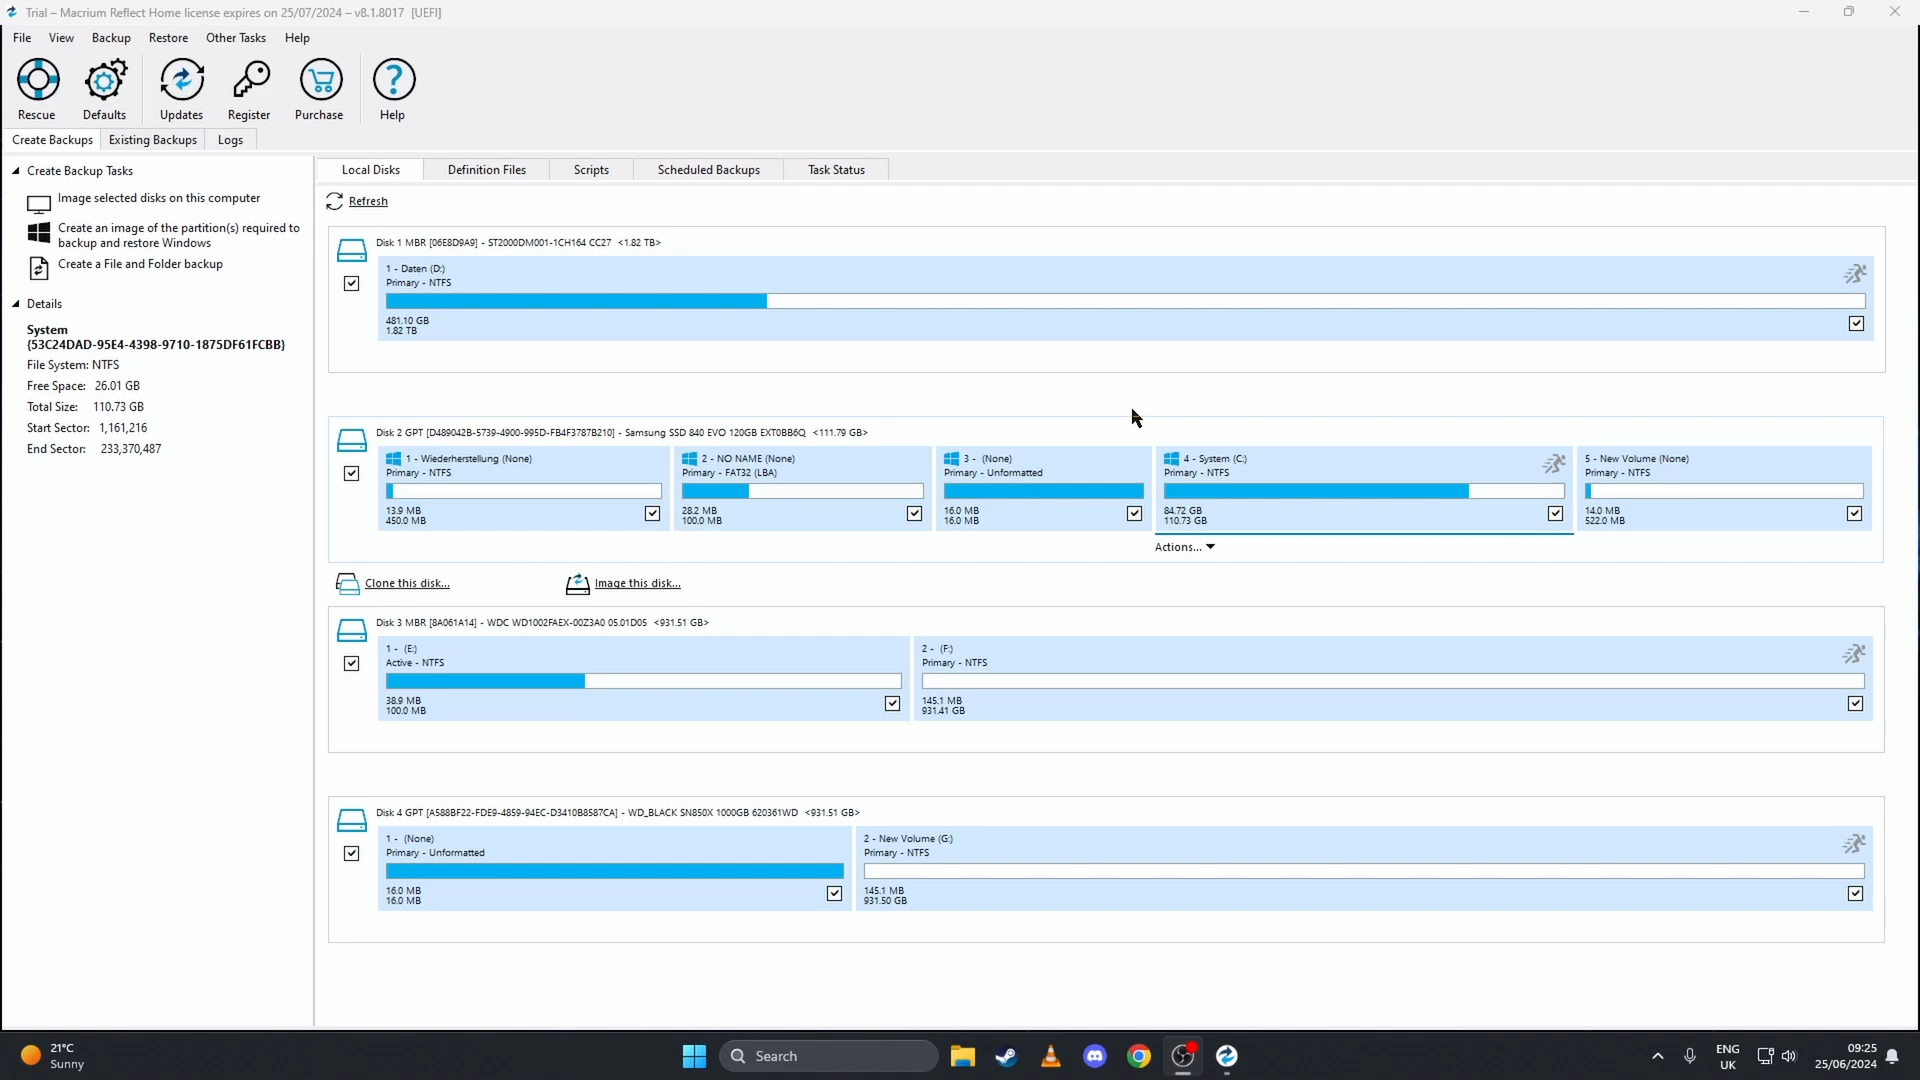 Trial – Macrium Reflect Home license expires on 25/07/2024 – v8.1.8017 [UEFI]
File View Backup Restore Other Tasks Help
Rescue Defaults Updates Register Purchase Help
Create Backups Existing Backups Logs
Create Backup Tasks
Image selected disks on this computer
Create an image of the partition(s) required to
backup and restore Windows
Create a File and Folder backup
Details
System
{53C24DAD-95E4-4398-9710-1875DF61FCBB}
File System: NTFS
Free Space: 26.01 GB
Total Size: 110.73 GB
Start Sector: 1,161,216
End Sector: 233,370,487
Local Disks Definition Files Scripts Scheduled Backups Task Status
Refresh
Disk 1 MBR [06E8D9A9] - ST2000DM001-1CH164 CC27 <1.82 TB>
1 - Daten (D:)
Primary - NTFS
481.10 GB
1.82 TB
Disk 2 GPT [D489042B-5739-4900-995D-FB4F3787B210] - Samsung SSD 840 EVO 120GB EXT0BB6Q <111.79 GB>
1 - Wiederherstellung (None)
Primary - NTFS
13.9 MB
450.0 MB
2 - NO NAME (None)
Primary - FAT32 (LBA)
28.2 MB
100.0 MB
3 - (None)
Primary - Unformatted
16.0 MB
16.0 MB
4 - System (C:)
Primary - NTFS
84.72 GB
110.73 GB
5 - New Volume (None)
Primary - NTFS
14.0 MB
522.0 MB
Actions...
Clone this disk... Image this disk...
Disk 3 MBR [8A061A14] - WDC WD1002FAEX-00Z3A0 05.01D05 <931.51 GB>
1 - (E:)
Active - NTFS
38.9 MB
100.0 MB
2 - (F:)
Primary - NTFS
145.1 MB
931.41 GB
Disk 4 GPT [A588BF22-FDE9-4859-94EC-D3410B8587CA] - WD_BLACK SN850X 1000GB 620361WD <931.51 GB>
1 - (None)
Primary - Unformatted
16.0 MB
16.0 MB
2 - New Volume (G:)
Primary - NTFS
145.1 MB
931.50 GB
21°C
Sunny
Search
ENG
UK
09:25
25/06/2024